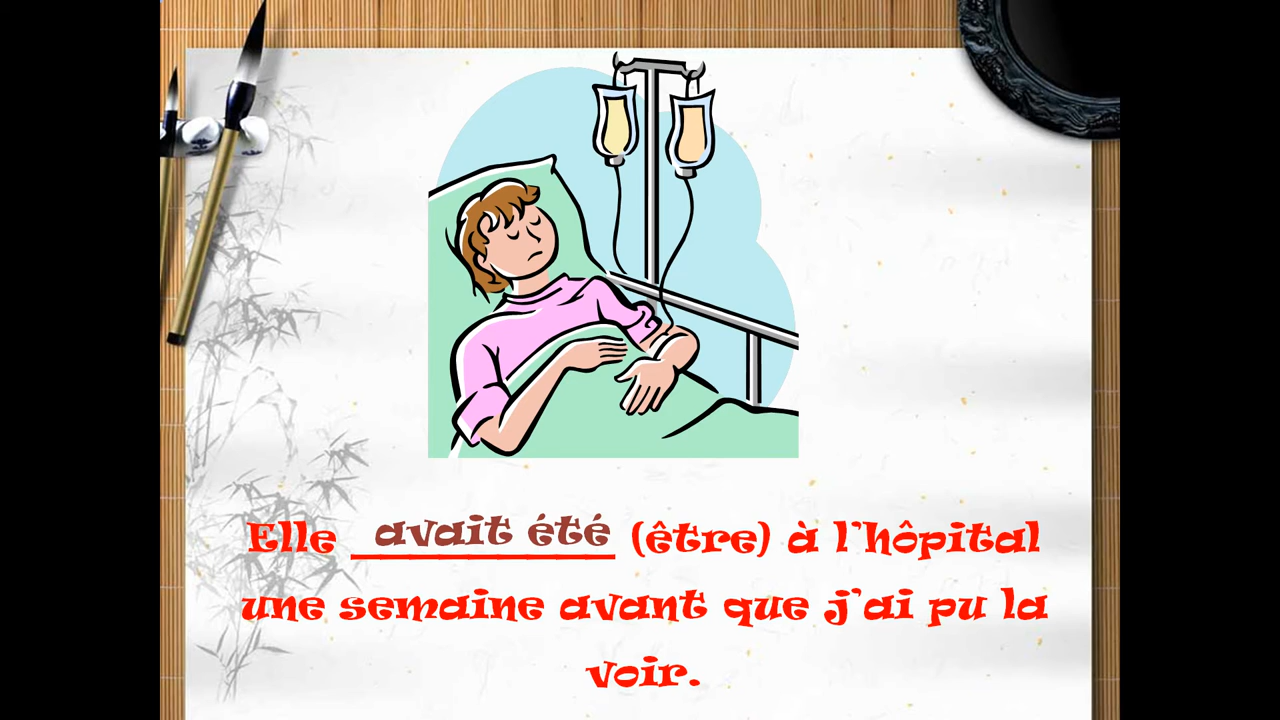 Elle avait été (être) à l'hôpital
une semaine avant que j'ai pu la
voir.